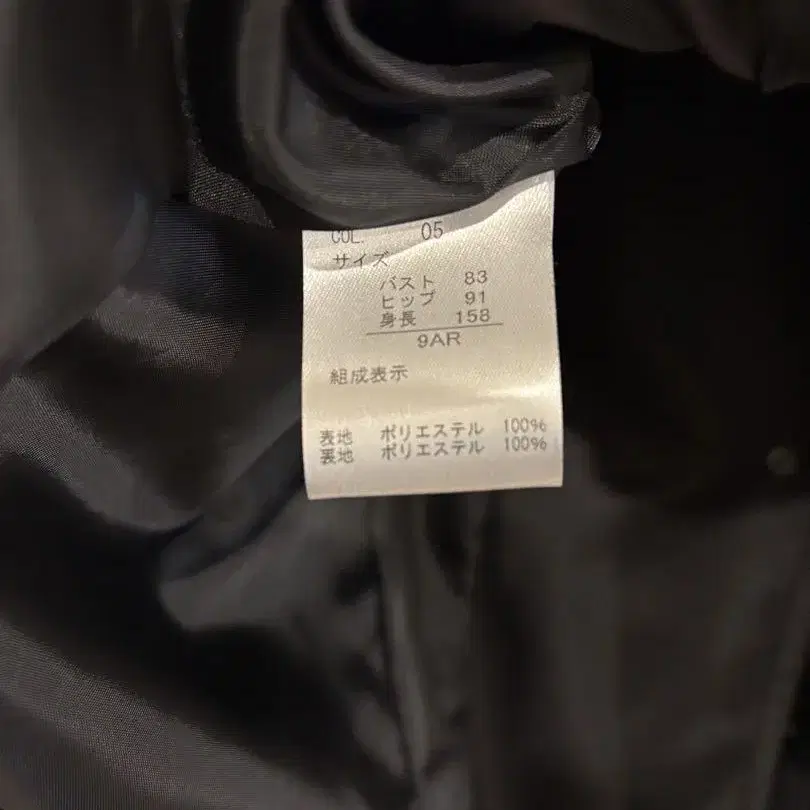 COL. 05
サイズ
バスト 83
ヒップ 91
身長 158
9AR
組成表示
表地 ポリエステル 100%
裏地 ポリエステル 100%